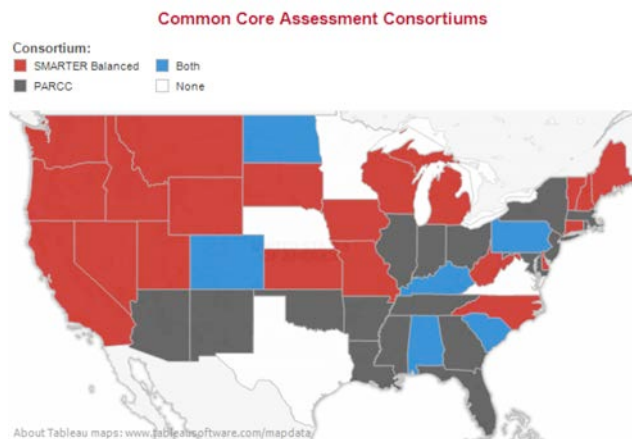 Common Core Assessment Consortiums
Consortium:
SMARTER Balanced
Both
PARCC
None
About Tableau maps: www.tableausoftware.com/mapdata